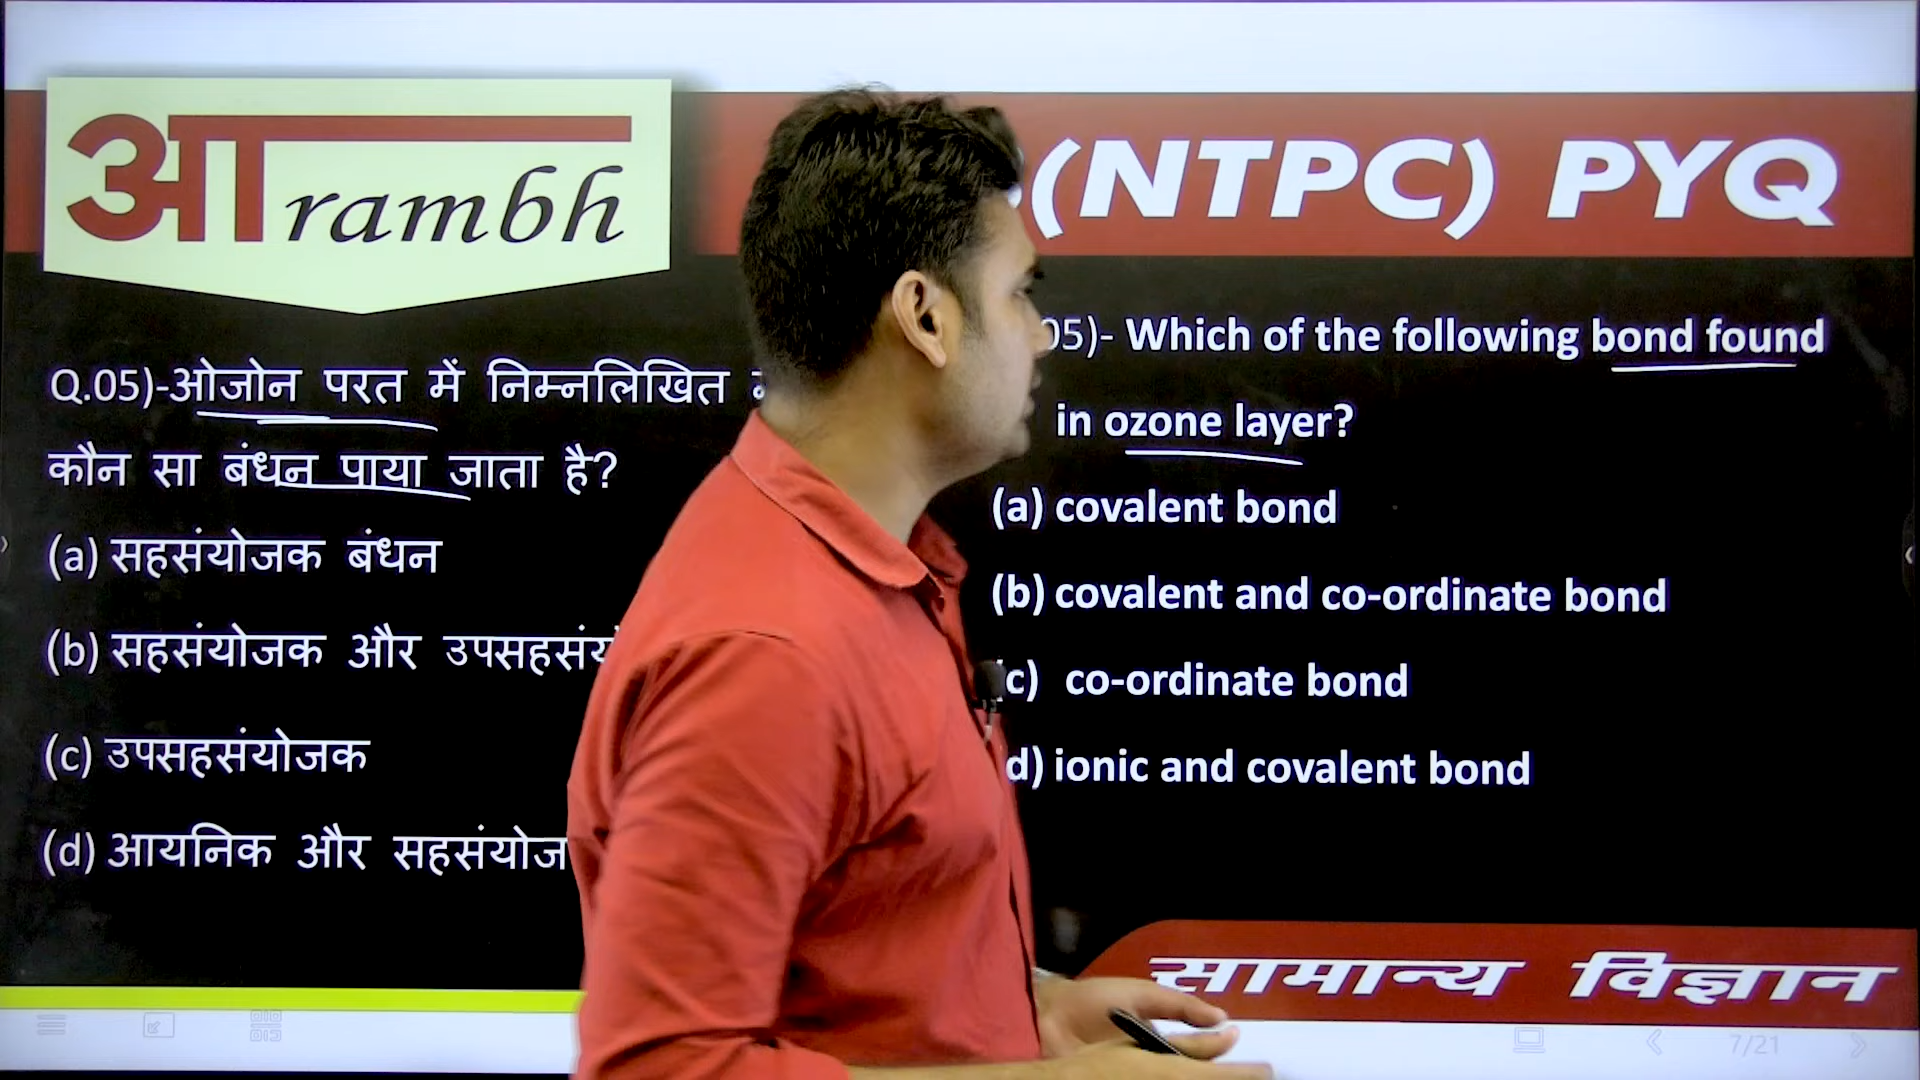 आrambh
(NTPC) PYQ
Q.05)-ओजोन परत में निम्नलिखित
कौन सा बंधन पाया जाता है?
(a) सहसंयोजक बंधन
(b) सहसंयोजक और
(c) उपसहसंयोजक
(d) आयनिक और
05)- Which of the following bond found
in ozone layer?
(a) covalent bond
(b) covalent and co-ordinate bond
(c) co-ordinate bond
d) ionic and covalent bond
सामान्य विज्ञान
7/21